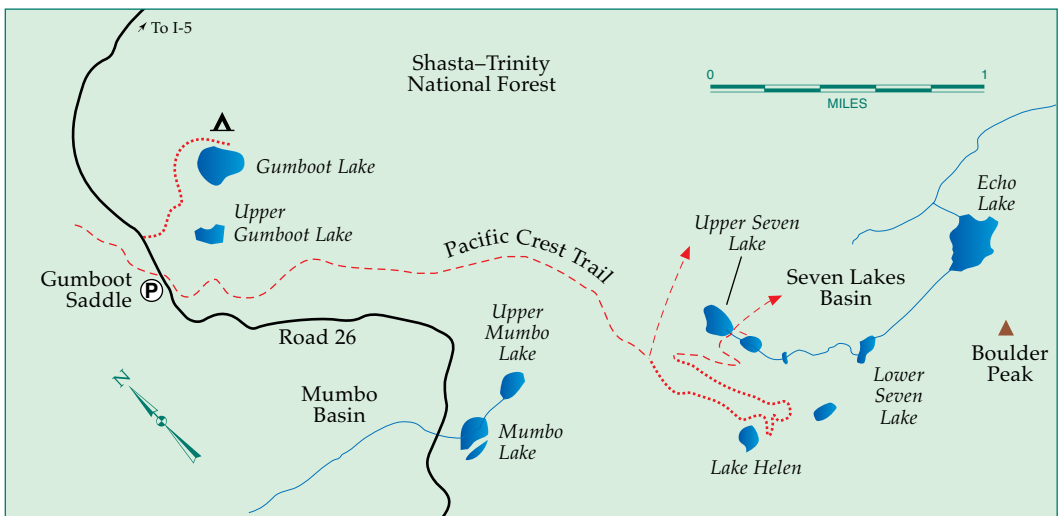 To I-5
Shasta–Trinity
National Forest
0
1
MILES
Gumboot Lake
Upper
Gumboot Lake
Echo
Lake
Upper Seven
Lake
Pacific Crest Trail
Seven Lakes
Basin
Gumboot
Saddle
P
Road 26
Upper
Mumbo
Lake
Boulder
Peak
Lower
Seven
Lake
N
Mumbo
Basin
Mumbo
Lake
Lake Helen